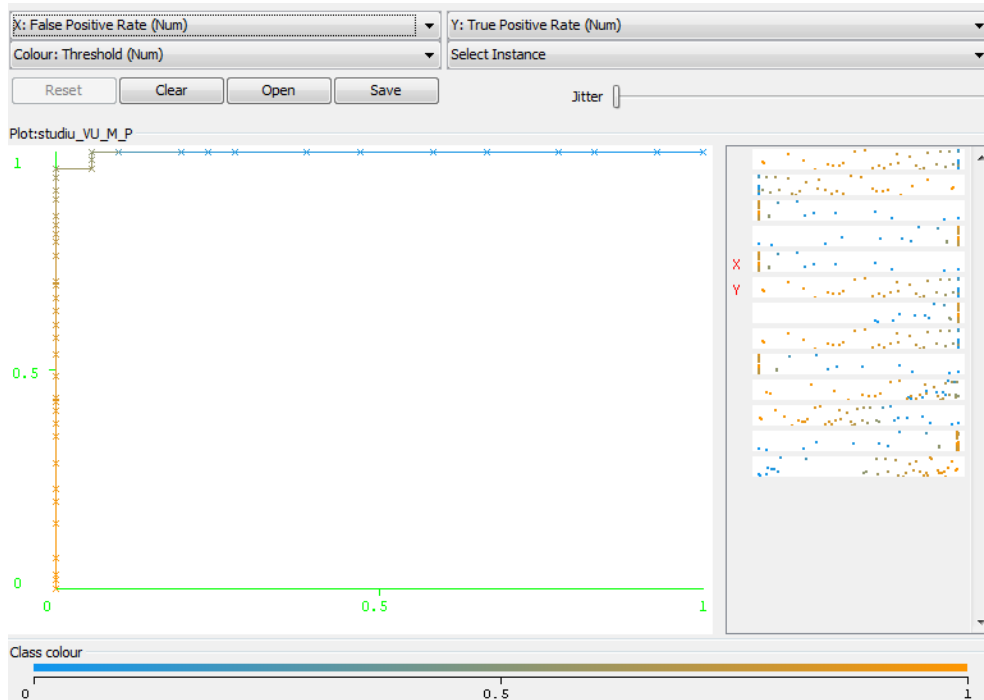 X: False Positive Rate (Num) Y: True Positive Rate (Num)
Colour: Threshold (Num) Select Instance
Reset Clear Open Save Jitter
Plot:studiu_VU_M_P
1
X
Y
0.5
0
0 0.5 1
Class colour
0 0.5 1